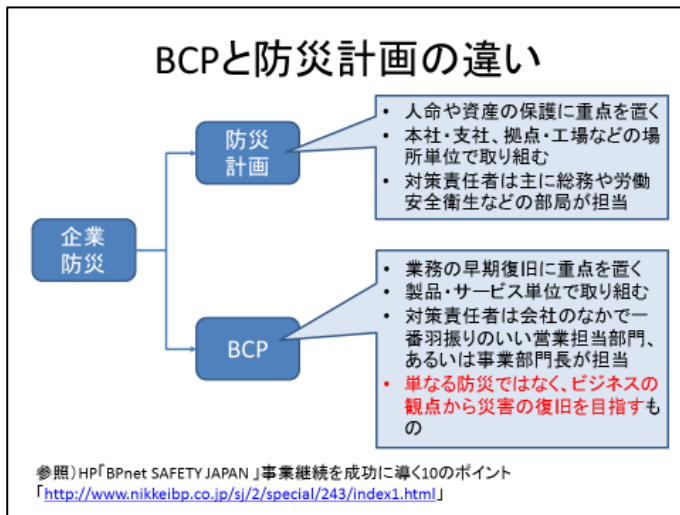 BCPと防災計画の違い
防災
計画
• 人命や資産の保護に重点を置く
• 本社・支社、拠点・工場などの場
所単位で取り組む
• 対策責任者は主に総務や労働
安全衛生などの部局が担当
企業
防災
BCP
• 業務の早期復旧に重点を置く
• 製品・サービス単位で取り組む
• 対策責任者は会社のなかで一
番羽振りのいい営業担当部門、
あるいは事業部門長が担当
• 単なる防災ではなく、ビジネスの
観点から災害の復旧を目指すも
の
参照）HP「BPnet SAFETY JAPAN 」事業継続を成功に導く10のポイント
「http://www.nikkeibp.co.jp/sj/2/special/243/index1.html」